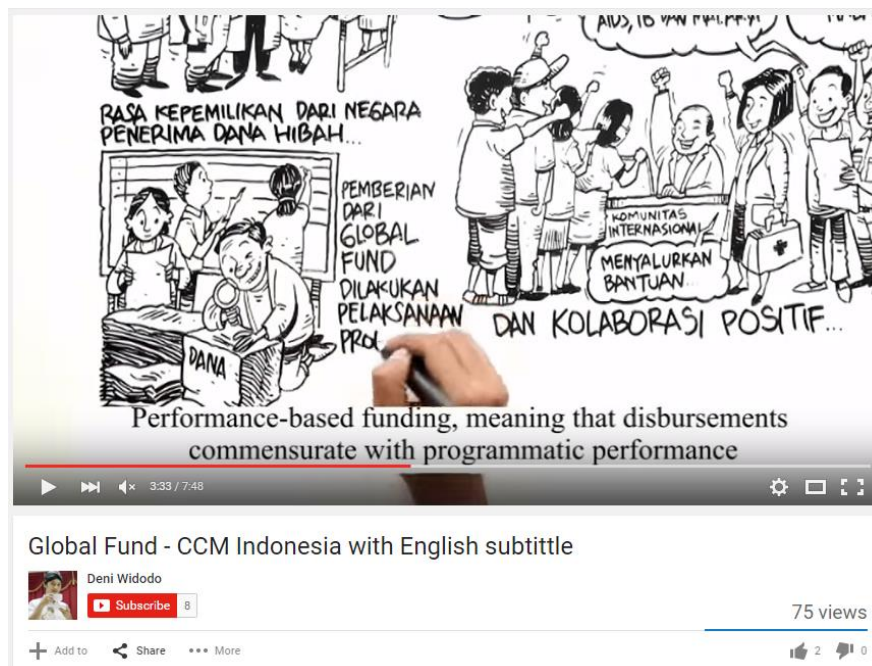 AIDS, TB DAN MALARIA
RASA KEPEMILIKAN DARI NEGARA
PENERIMA DANA HIBAH...
PEMBERIAN
DARI
GLOBAL
FUND
DILAKUKAN
PELAKSANAAN
PROG
DANA
KOMUNITAS
INTERNASIONAL
MENYALURKAN
BANTUAN...
DAN KOLABORASI POSITIF...
Performance-based funding, meaning that disbursements
commensurate with programmatic performance
3:33 / 7:48
Global Fund - CCM Indonesia with English subtittle
Deni Widodo
Subscribe 8
75 views
Add to Share More 2 0